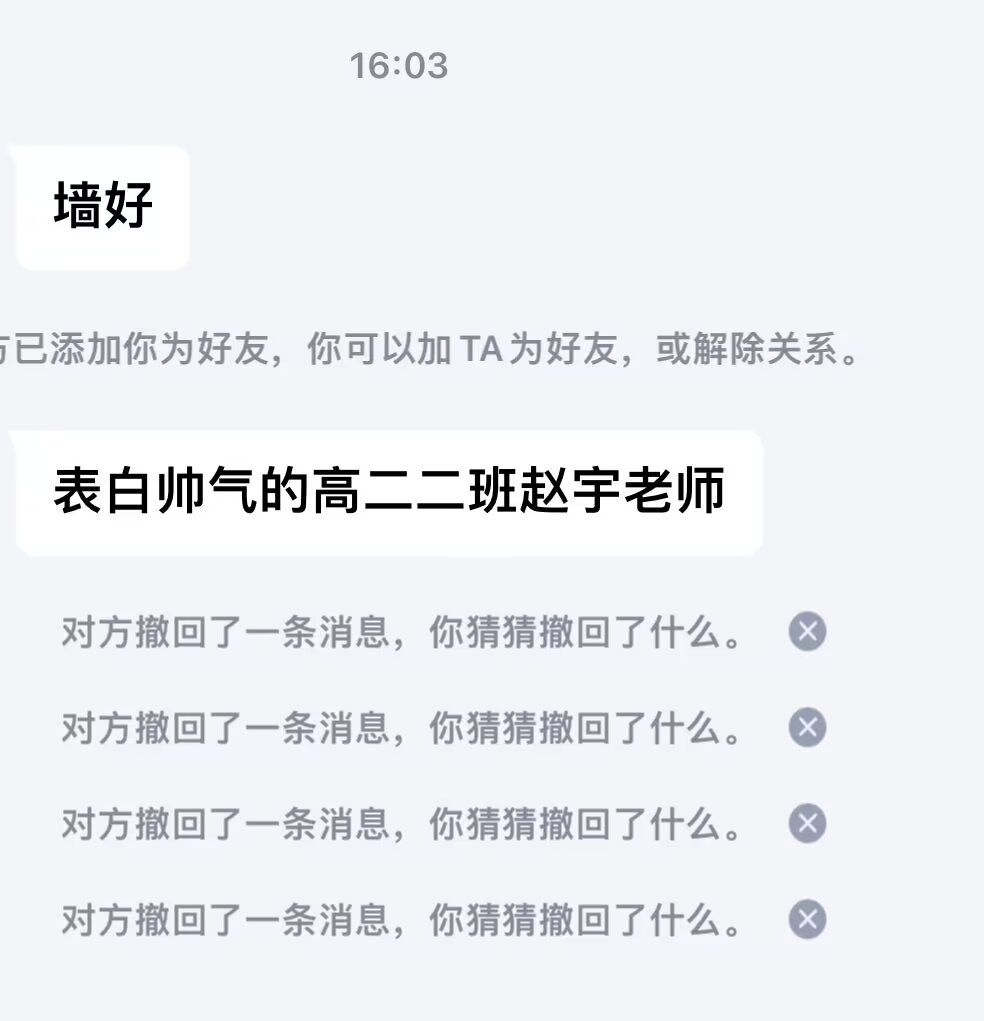 16:03
墙好
方已添加你为好友，你可以加TA为好友，或解除关系。
表白帅气的高二二班赵宇老师
对方撤回了一条消息，你猜猜撤回了什么。
对方撤回了一条消息，你猜猜撤回了什么。
对方撤回了一条消息，你猜猜撤回了什么。
对方撤回了一条消息，你猜猜撤回了什么。